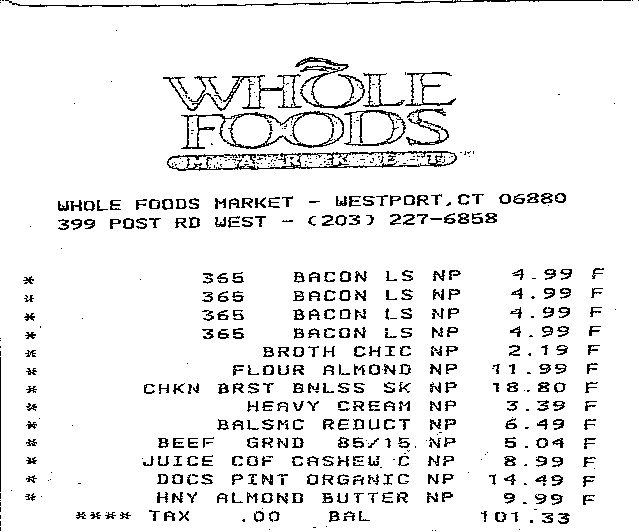 WHOLE
FOODS
MARKET
WHOLE FOODS MARKET - WESTPORT,CT 06880
399 POST RD WEST - (203) 227-6858
* 365 BACON LS NP 4.99 F
* 365 BACON LS NP 4.99 F
* 365 BACON LS NP 4.99 F
* 365 BACON LS NP 4.99 F
* BROTH CHIC NP 2.19 F
* FLOUR ALMOND NP 11.99 F
* CHKN BRST BNLSS SK NP 18.80 F
* HEAVY CREAM NP 3.39 F
* BALSMC REDUCT NP 6.49 F
* BEEF GRND 85/15 NP 5.04 F
* JUICE COF CASHEW C NP 8.99 F
* DOCS PINT ORGANIC NP 14.49 F
* HNY ALMOND BUTTER NP 9.99 F
**** TAX .00 BAL 101.33